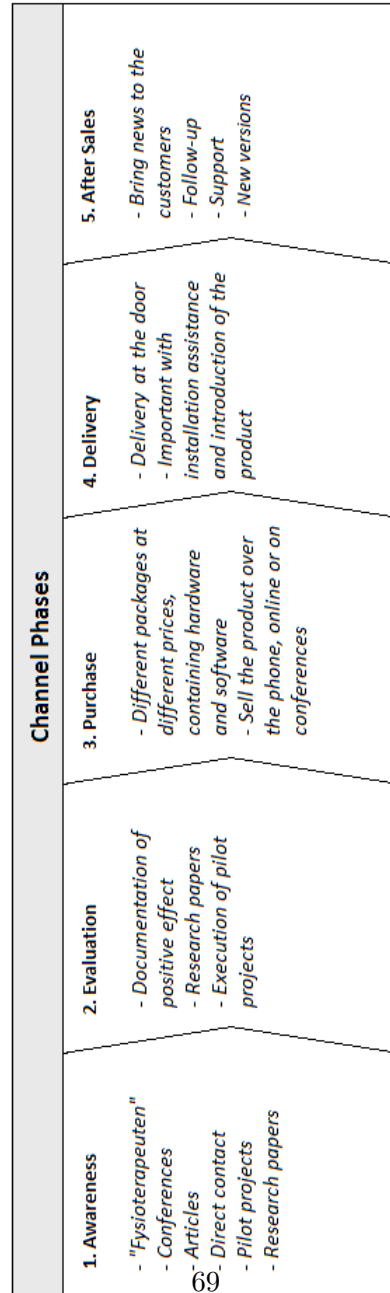 Channel Phases
1. Awareness
- "Fysioterapeuten"
- Conferences
- Articles
- Direct contact
- Pilot projects
- Research papers
2. Evaluation
- Documentation of
positive effect
- Research papers
- Execution of pilot
projects
3. Purchase
- Different packages at
different prices,
containing hardware
and software
- Sell the product over
the phone, online or on
conferences
4. Delivery
- Delivery at the door
- Important with
installation assistance
and introduction of the
product
5. After Sales
- Bring news to the
customers
- Follow-up
- Support
- New versions
69